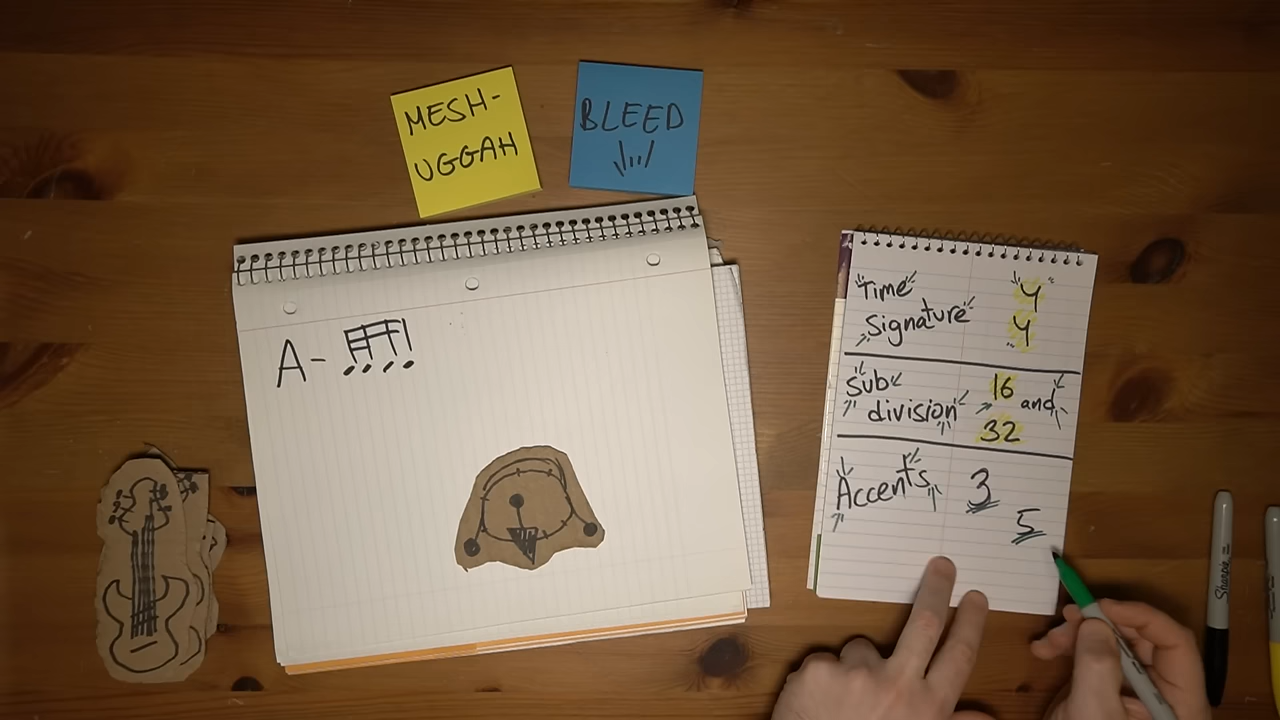 MESH-
UGGAH
BLEED
A-
Time
Signature
4
4
Sub
division
16 and
32
Accents
3
5
Sharpie